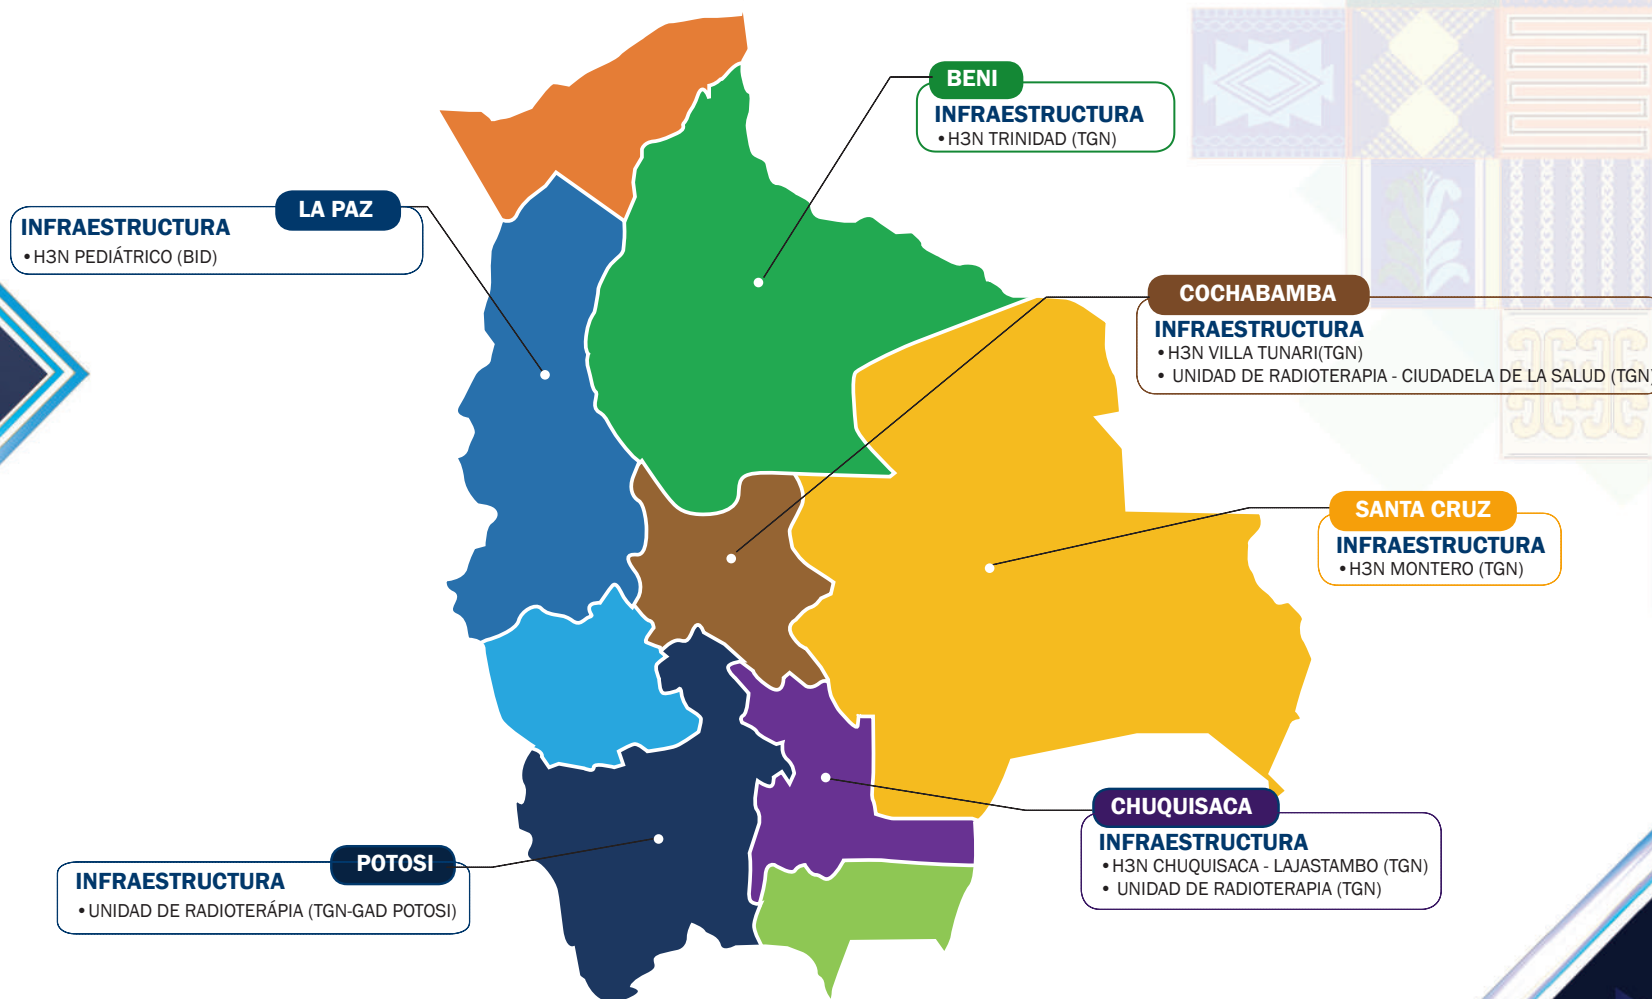 BENI
INFRAESTRUCTURA
•H3N TRINIDAD (TGN)
LA PAZ
INFRAESTRUCTURA
•H3N PEDIÁTRICO (BID)
COCHABAMBA
INFRAESTRUCTURA
•H3N VILLA TUNARI(TGN)
• UNIDAD DE RADIOTERAPIA - CIUDADELA DE LA SALUD (TGN)
SANTA CRUZ
INFRAESTRUCTURA
•H3N MONTERO (TGN)
CHUQUISACA
INFRAESTRUCTURA
•H3N CHUQUISACA - LAJASTAMBO (TGN)
• UNIDAD DE RADIOTERAPIA (TGN)
POTOSI
INFRAESTRUCTURA
•UNIDAD DE RADIOTERÁPIA (TGN-GAD POTOSI)